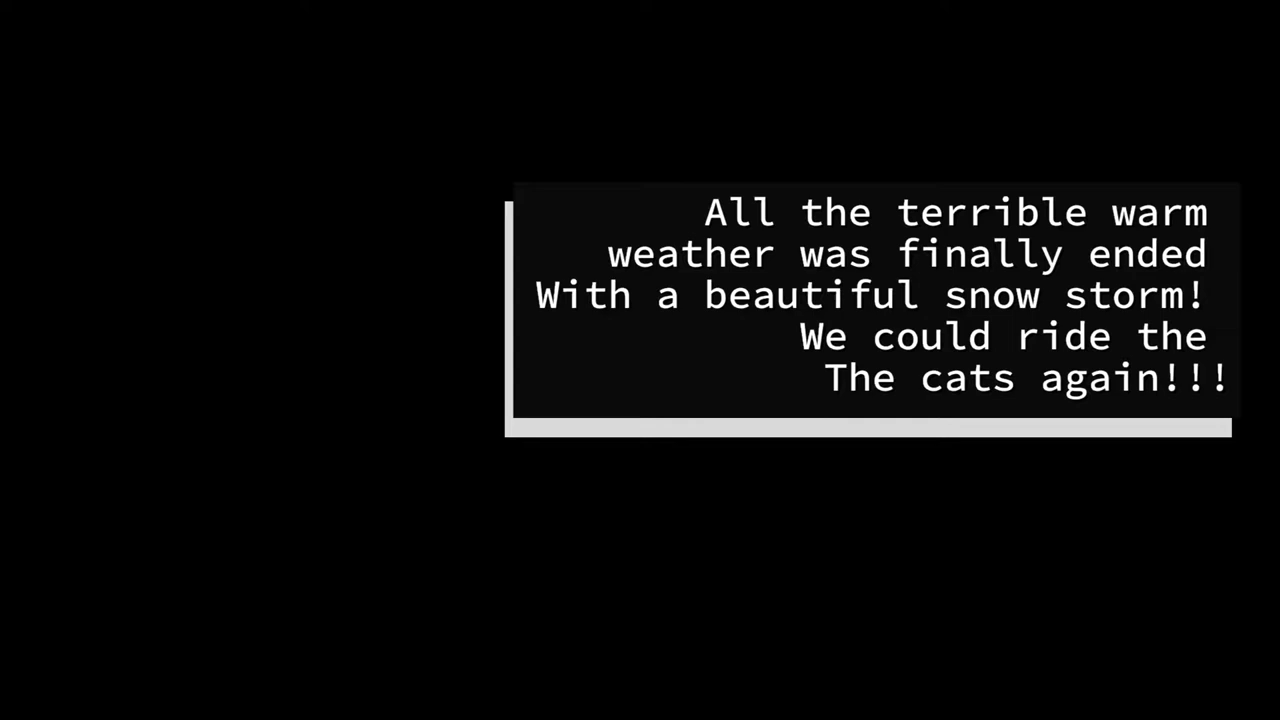 All the terrible warm
weather was finally ended
With a beautiful snow storm!
We could ride the
The cats again!!!